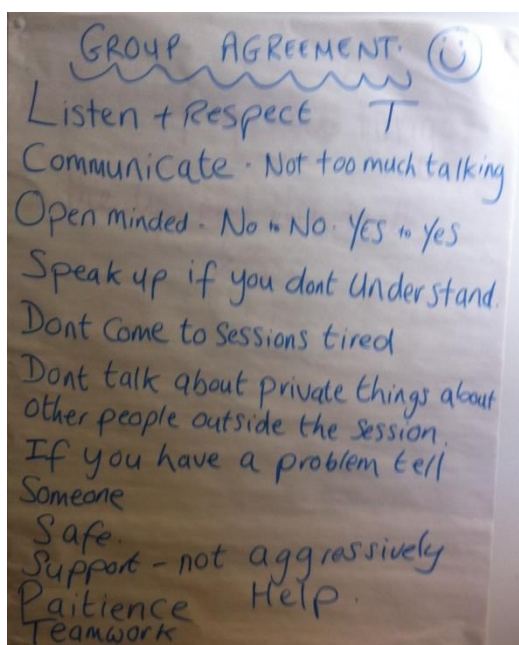 GROUP AGREEMENT.
Listen + Respect T
Communicate. Not too much talking
Open minded. No to No. YES to Yes
Speak up if you dont Understand.
Dont Come to Sessions tired
Dont talk about private things about
other people outside the session.
If you have a problem tell
Someone
Safe.
Support - not aggressively
Paitience Help.
Teamwork